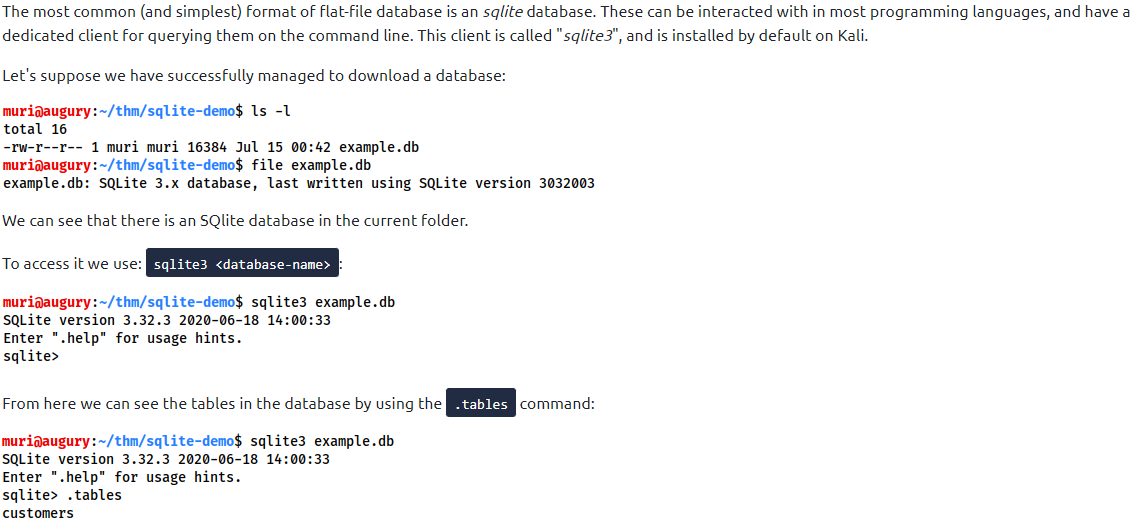 The most common (and simplest) format of flat-file database is an sqlite database. These can be interacted with in most programming languages, and have a
dedicated client for querying them on the command line. This client is called "sqlite3", and is installed by default on Kali.
Let's suppose we have successfully managed to download a database:
muri@augury:~/thm/sqlite-demo$ ls -l
total 16
-rw-r--r-- 1 muri muri 16384 Jul 15 00:42 example.db
muri@augury:~/thm/sqlite-demo$ file example.db
example.db: SQLite 3.x database, last written using SQLite version 3032003
We can see that there is an SQlite database in the current folder.
To access it we use: sqlite3 <database-name>:
muri@augury:~/thm/sqlite-demo$ sqlite3 example.db
SQLite version 3.32.3 2020-06-18 14:00:33
Enter ".help" for usage hints.
sqlite>
From here we can see the tables in the database by using the .tables command:
muri@augury:~/thm/sqlite-demo$ sqlite3 example.db
SQLite version 3.32.3 2020-06-18 14:00:33
Enter ".help" for usage hints.
sqlite> .tables
customers